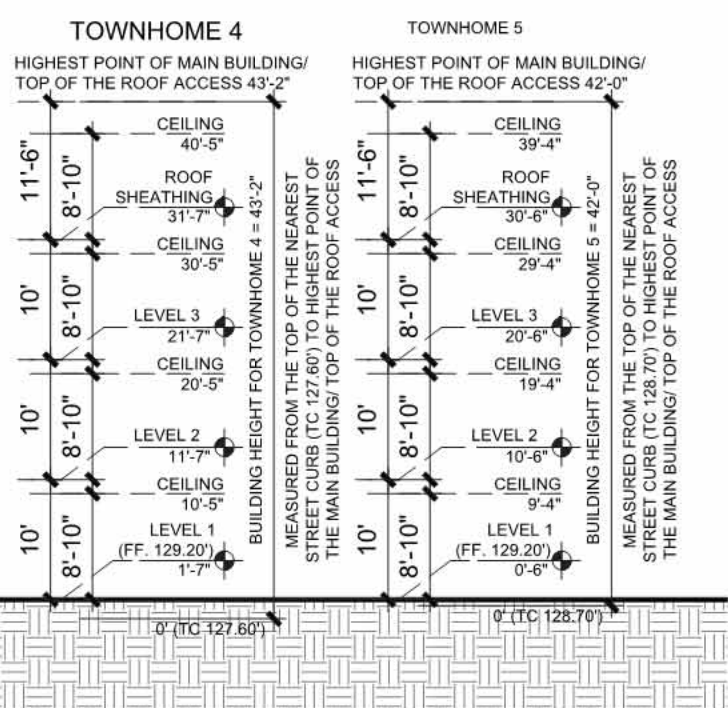 TOWNHOME 4
HIGHEST POINT OF MAIN BUILDING/
TOP OF THE ROOF ACCESS 43'-2"
CEILING
40'-5"
ROOF
SHEATHING
31'-7"
CEILING
30'-5"
LEVEL 3
21'-7"
CEILING
20'-5"
LEVEL 2
11'-7"
CEILING
10'-5"
LEVEL 1
(FF. 129.20')
1'-7"
0' (TC 127.60')
11'-6"
10'
10'
10'
8'-10"
8'-10"
8'-10"
8'-10"
BUILDING HEIGHT FOR TOWNHOME 4 = 43'-2"
MEASURED FROM THE TOP OF THE NEAREST
STREET CURB (TC 127.60') TO HIGHEST POINT OF
THE MAIN BUILDING/ TOP OF THE ROOF ACCESS
TOWNHOME 5
HIGHEST POINT OF MAIN BUILDING/
TOP OF THE ROOF ACCESS 42'-0"
CEILING
39'-4"
ROOF
SHEATHING
30'-6"
CEILING
29'-4"
LEVEL 3
20'-6"
CEILING
19'-4"
LEVEL 2
10'-6"
CEILING
9'-4"
LEVEL 1
(FF. 129.20')
0'-6"
0' (TC 128.70')
11'-6"
10'
10'
10'
8'-10"
8'-10"
8'-10"
8'-10"
BUILDING HEIGHT FOR TOWNHOME 5 = 42'-0"
MEASURED FROM THE TOP OF THE NEAREST
STREET CURB (TC 128.70') TO HIGHEST POINT OF
THE MAIN BUILDING/ TOP OF THE ROOF ACCESS